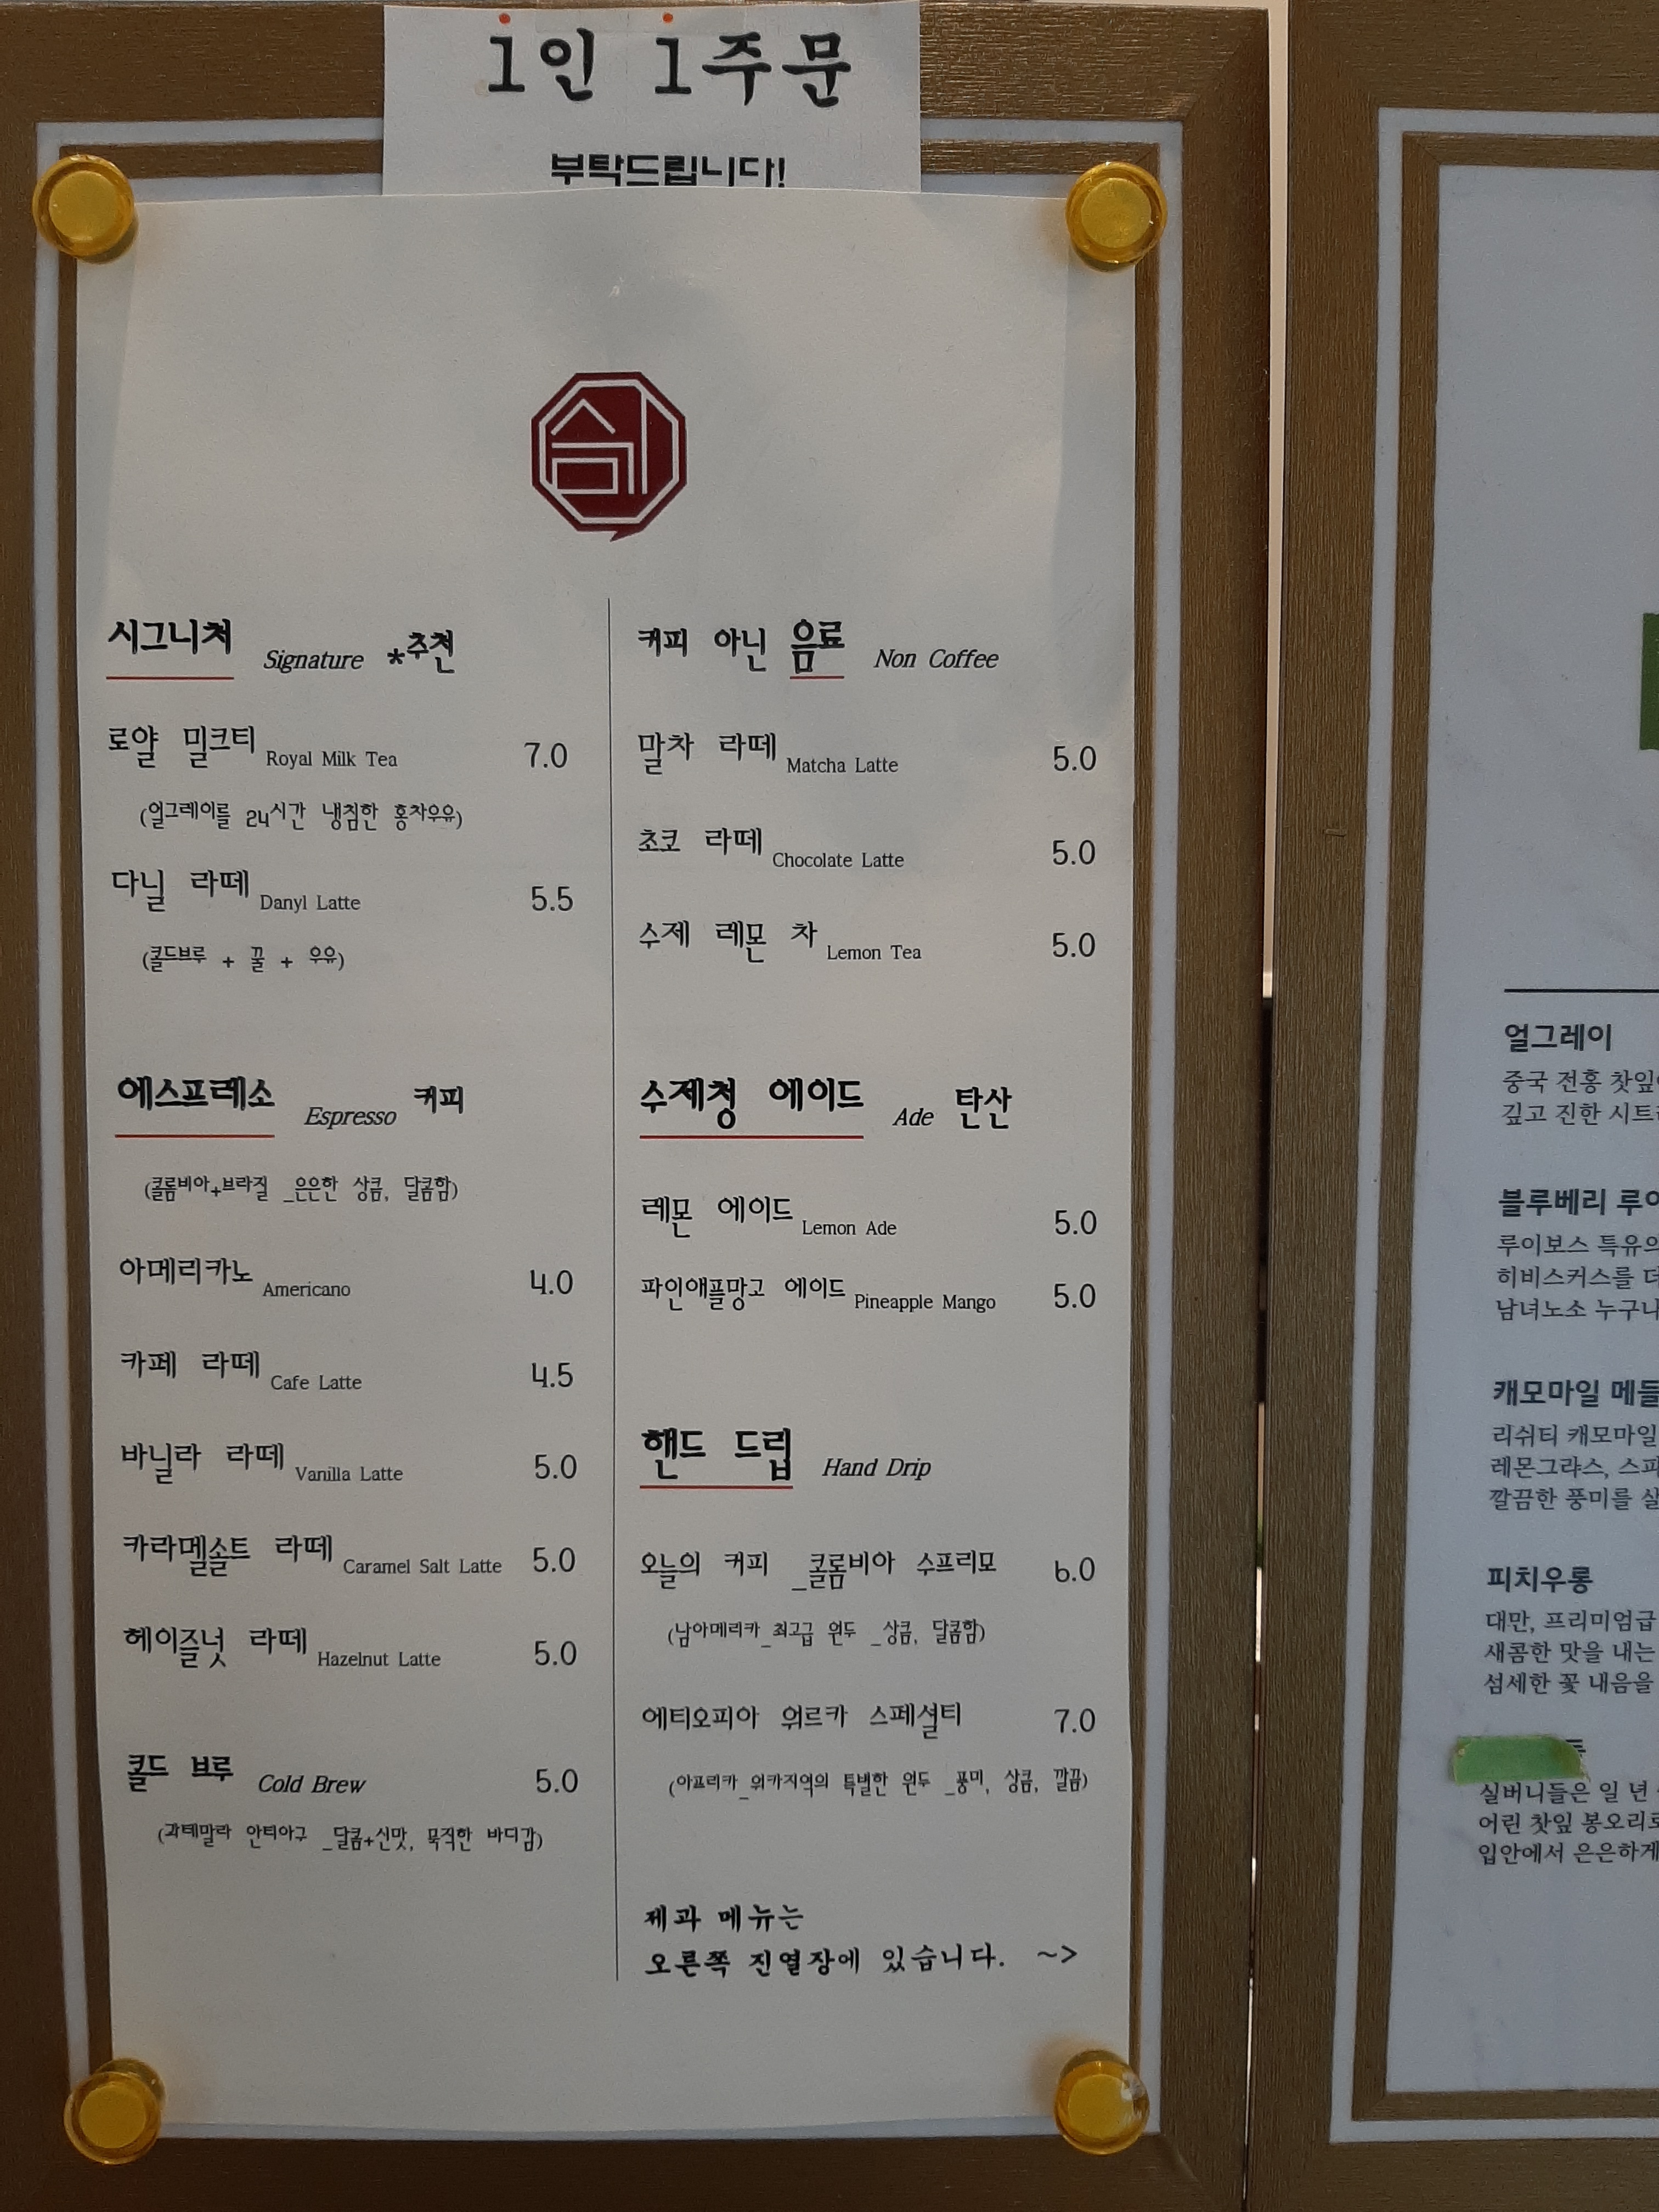 1인 1주문
부탁드립니다!
시그니쳐 Signature *추천
로얄 밀크티 Royal Milk Tea 7.0
(얼그레이를 24시간 냉침한 홍차우유)
다닐 라떼 Danyl Latte 5.5
(콜드브루 + 꿀 + 우유)
에스프레소 Espresso 커피
(콜롬비아+브라질 _은은한 상큼, 달콤함)
아메리카노 Americano 4.0
카페 라떼 Cafe Latte 4.5
바닐라 라떼 Vanilla Latte 5.0
카라멜솔트 라떼 Caramel Salt Latte 5.0
헤이즐넛 라떼 Hazelnut Latte 5.0
콜드 브루 Cold Brew 5.0
(과테말라 안티아구 _달콤+신맛, 묵직한 바디감)
커피 아닌 음료 Non Coffee
말차 라떼 Matcha Latte 5.0
초코 라떼 Chocolate Latte 5.0
수제 레몬 차 Lemon Tea 5.0
수제청 에이드 Ade 탄산
레몬 에이드 Lemon Ade 5.0
파인애플망고 에이드 Pineapple Mango 5.0
핸드 드립 Hand Drip
오늘의 커피 _콜롬비아 수프리모 6.0
(남아메리카_최고급 원두 _상큼, 달콤함)
에티오피아 워르카 스페셜티 7.0
(아프리카_워카지역의 특별한 원두 _풍미, 상큼, 깔끔)
제과 메뉴는
오른쪽 진열장에 있습니다. ~>
얼그레이
중국 전홍 찻잎
깊고 진한 시트
블루베리 루이
루이보스 특유의
히비스커스를 더
남녀노소 누구나
캐모마일 메들
리쉬티 캐모마일
레몬그라스, 스피
깔끔한 풍미를 살
피치우롱
대만, 프리미엄급
새콤한 맛을 내는
섬세한 꽃 내음을
실버니들은 일 년
어린 찻잎 봉오리로
입안에서 은은하게